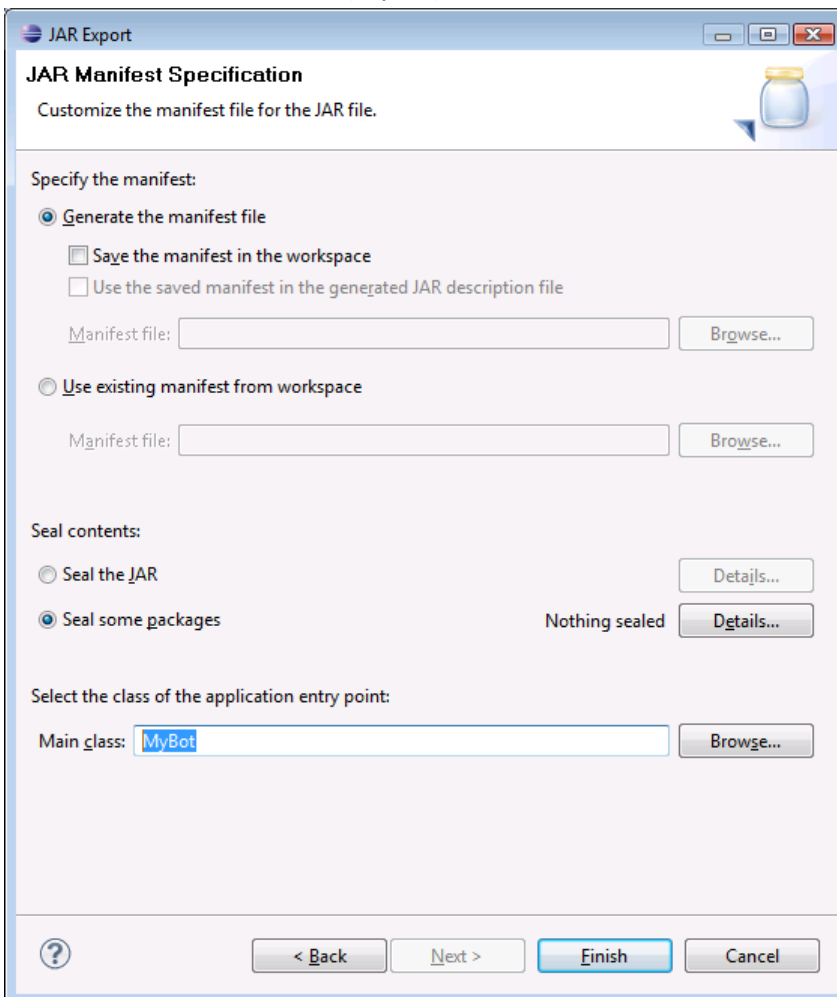 JAR Export
JAR Manifest Specification
Customize the manifest file for the JAR file.
Specify the manifest:
Generate the manifest file
Save the manifest in the workspace
Use the saved manifest in the generated JAR description file
Manifest file: Browse...
Use existing manifest from workspace
Manifest file: Browse...
Seal contents:
Seal the JAR Details...
Seal some packages Nothing sealed Details...
Select the class of the application entry point:
Main class: MyBot Browse...
? < Back Next > Finish Cancel